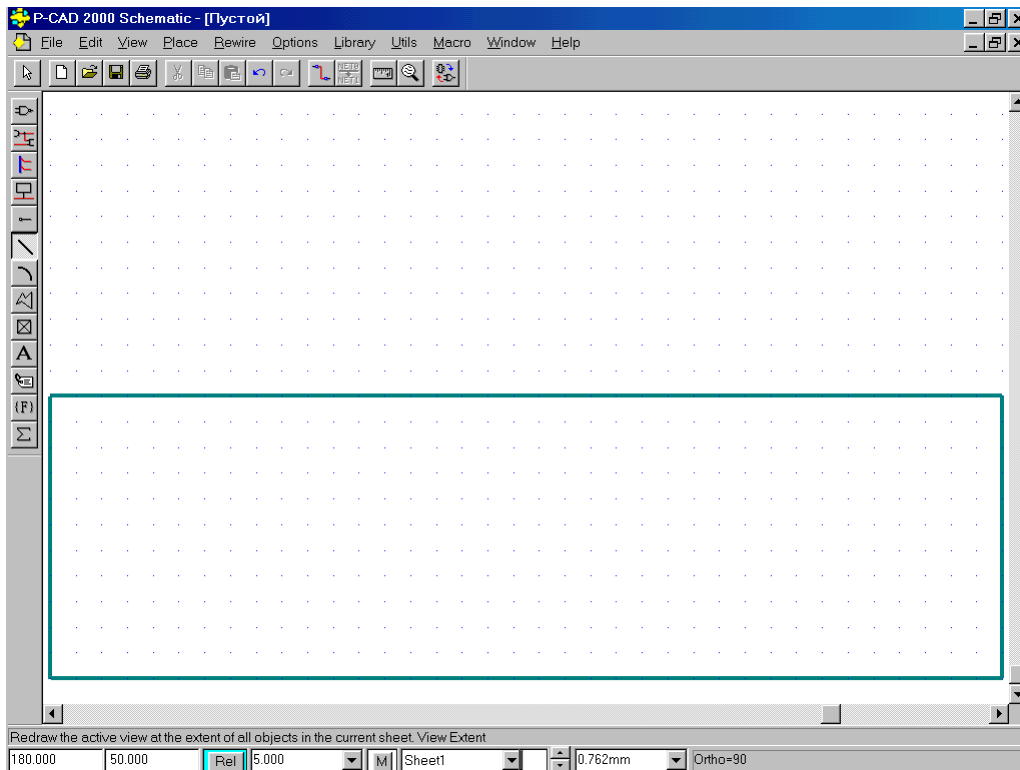 P-CAD 2000 Schematic - [Пустой]
File Edit View Place Rewire Options Library Utils Macro Window Help
NET0
NET1
A
{F}
Σ
Redraw the active view at the extent of all objects in the current sheet. View Extent
180.000 50.000 Rel 5.000 M Sheet1 0.762mm Ortho=90